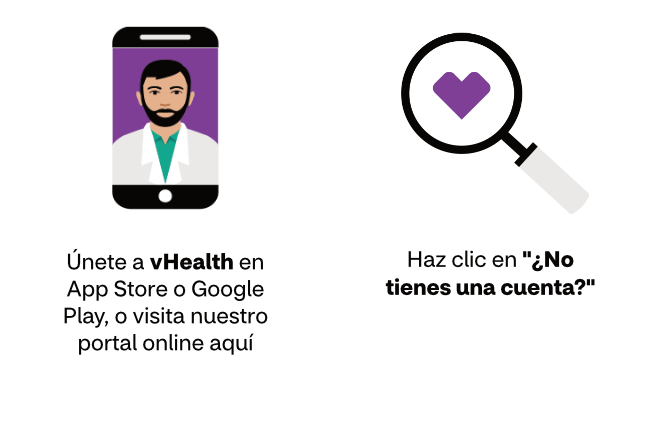 Únete a vHealth en
App Store o Google
Play, o visita nuestro
portal online aquí
Haz clic en "¿No
tienes una cuenta?"